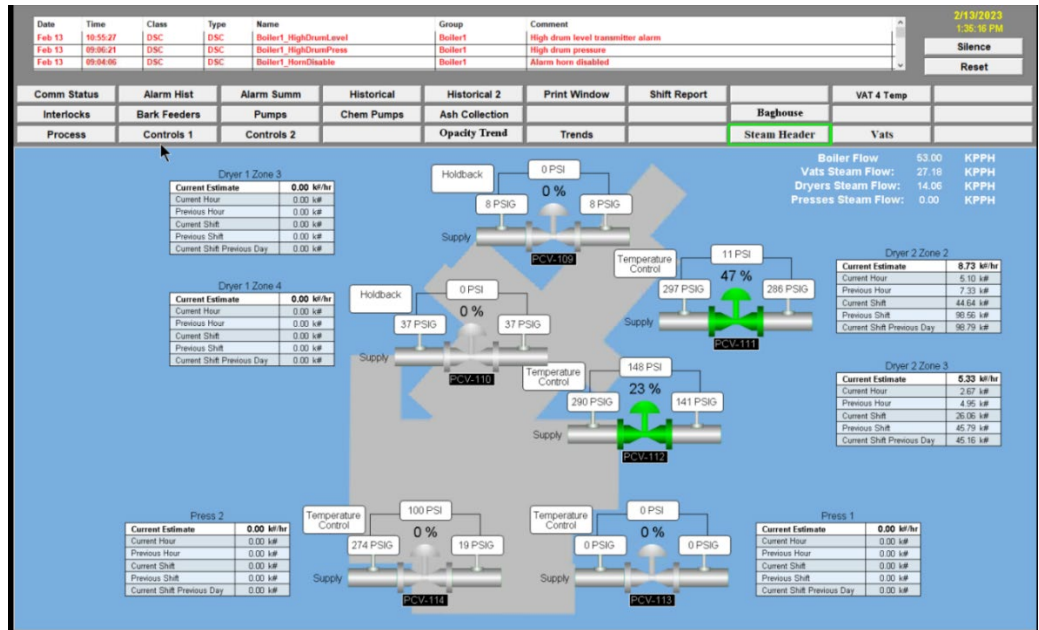 Date Time Class Type Name Group Comment
Feb 13 10:55:27 DSC DSC Boiler1_HighDrumLevel Boiler1 High drum level transmitter alarm
Feb 13 09:06:21 DSC DSC Boiler1_HighDrumPress Boiler1 High drum pressure
Feb 13 09:04:06 DSC DSC Boiler1_HornDisable Boiler1 Alarm horn disabled
2/13/2023
1:35:16 PM
Silence
Reset
Comm Status Alarm Hist Alarm Summ Historical Historical 2 Print Window Shift Report VAT 4 Temp
Interlocks Bark Feeders Pumps Chem Pumps Ash Collection Baghouse
Process Controls 1 Controls 2 Opacity Trend Trends Steam Header Vats
Boiler Flow 53.00 KPPH
Vats Steam Flow: 27.18 KPPH
Dryers Steam Flow: 14.06 KPPH
Presses Steam Flow: 0.00 KPPH
Dryer 1 Zone 3
Current Estimate 0.00 k#/hr
Current Hour 0.00 k#
Previous Hour 0.00 k#
Current Shift 0.00 k#
Previous Shift 0.00 k#
Current Shift Previous Day 0.00 k#
Holdback
0 PSI
0 %
8 PSIG 8 PSIG
Supply
PCV-109
Temperature
Control
11 PSI
47 %
297 PSIG 286 PSIG
Supply
PCV-111
Dryer 2 Zone 2
Current Estimate 8.73 k#/hr
Current Hour 5.10 k#
Previous Hour 7.33 k#
Current Shift 44.64 k#
Previous Shift 98.56 k#
Current Shift Previous Day 98.79 k#
Dryer 1 Zone 4
Current Estimate 0.00 k#/hr
Current Hour 0.00 k#
Previous Hour 0.00 k#
Current Shift 0.00 k#
Previous Shift 0.00 k#
Current Shift Previous Day 0.00 k#
Holdback
0 PSI
0 %
37 PSIG 37 PSIG
Supply
PCV-110
Temperature
Control
148 PSI
23 %
290 PSIG 141 PSIG
Supply
PCV-112
Dryer 2 Zone 3
Current Estimate 5.33 k#/hr
Current Hour 2.67 k#
Previous Hour 4.95 k#
Current Shift 26.06 k#
Previous Shift 45.79 k#
Current Shift Previous Day 45.16 k#
Press 2
Current Estimate 0.00 k#/hr
Current Hour 0.00 k#
Previous Hour 0.00 k#
Current Shift 0.00 k#
Previous Shift 0.00 k#
Current Shift Previous Day 0.00 k#
Temperature
Control
100 PSI
0 %
274 PSIG 19 PSIG
Supply
PCV-114
Temperature
Control
0 PSI
0 %
0 PSIG 0 PSIG
Supply
PCV-113
Press 1
Current Estimate 0.00 k#/hr
Current Hour 0.00 k#
Previous Hour 0.00 k#
Current Shift 0.00 k#
Previous Shift 0.00 k#
Current Shift Previous Day 0.00 k#